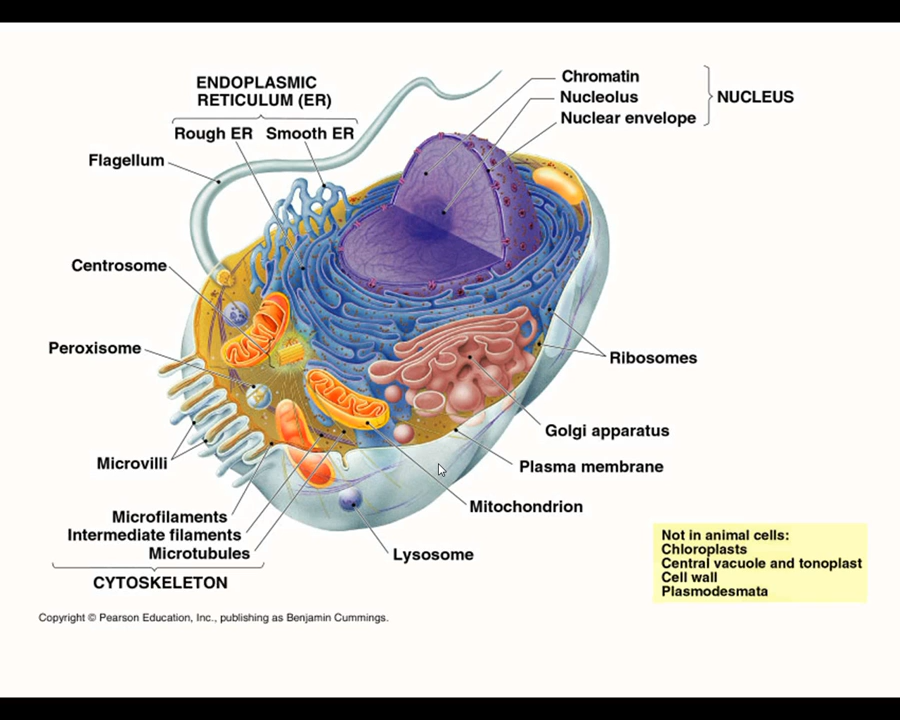 ENDOPLASMIC
RETICULUM (ER)
Rough ER Smooth ER
Flagellum
Centrosome
Peroxisome
Microvilli
Microfilaments
Intermediate filaments
Microtubules
CYTOSKELETON
Chromatin
Nucleolus
Nuclear envelope
NUCLEUS
Ribosomes
Golgi apparatus
Plasma membrane
Mitochondrion
Lysosome
Not in animal cells:
Chloroplasts
Central vacuole and tonoplast
Cell wall
Plasmodesmata
Copyright © Pearson Education, Inc., publishing as Benjamin Cummings.